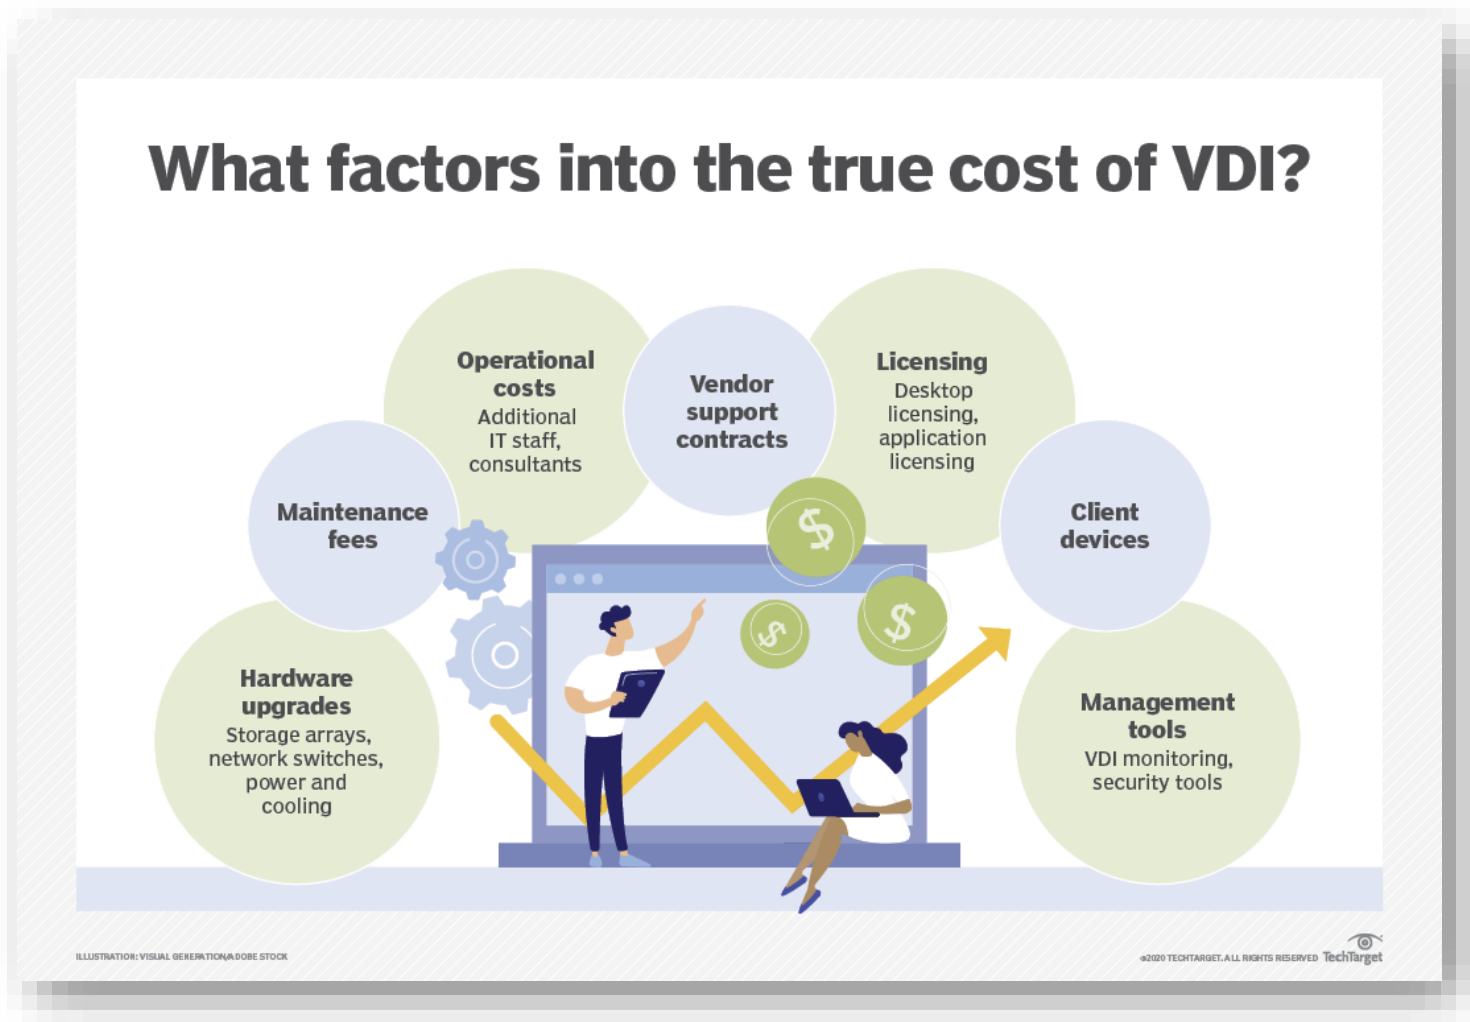 What factors into the true cost of VDI?
Operational
costs
Additional
IT staff,
consultants
Vendor
support
contracts
Licensing
Desktop
licensing,
application
licensing
Maintenance
fees
Client
devices
Hardware
upgrades
Storage arrays,
network switches,
power and
cooling
Management
tools
VDI monitoring,
security tools
$
$
$
ILLUSTRATION: VISUAL GENERATION/ADOBE STOCK
©2020 TECHTARGET. ALL RIGHTS RESERVED TechTarget